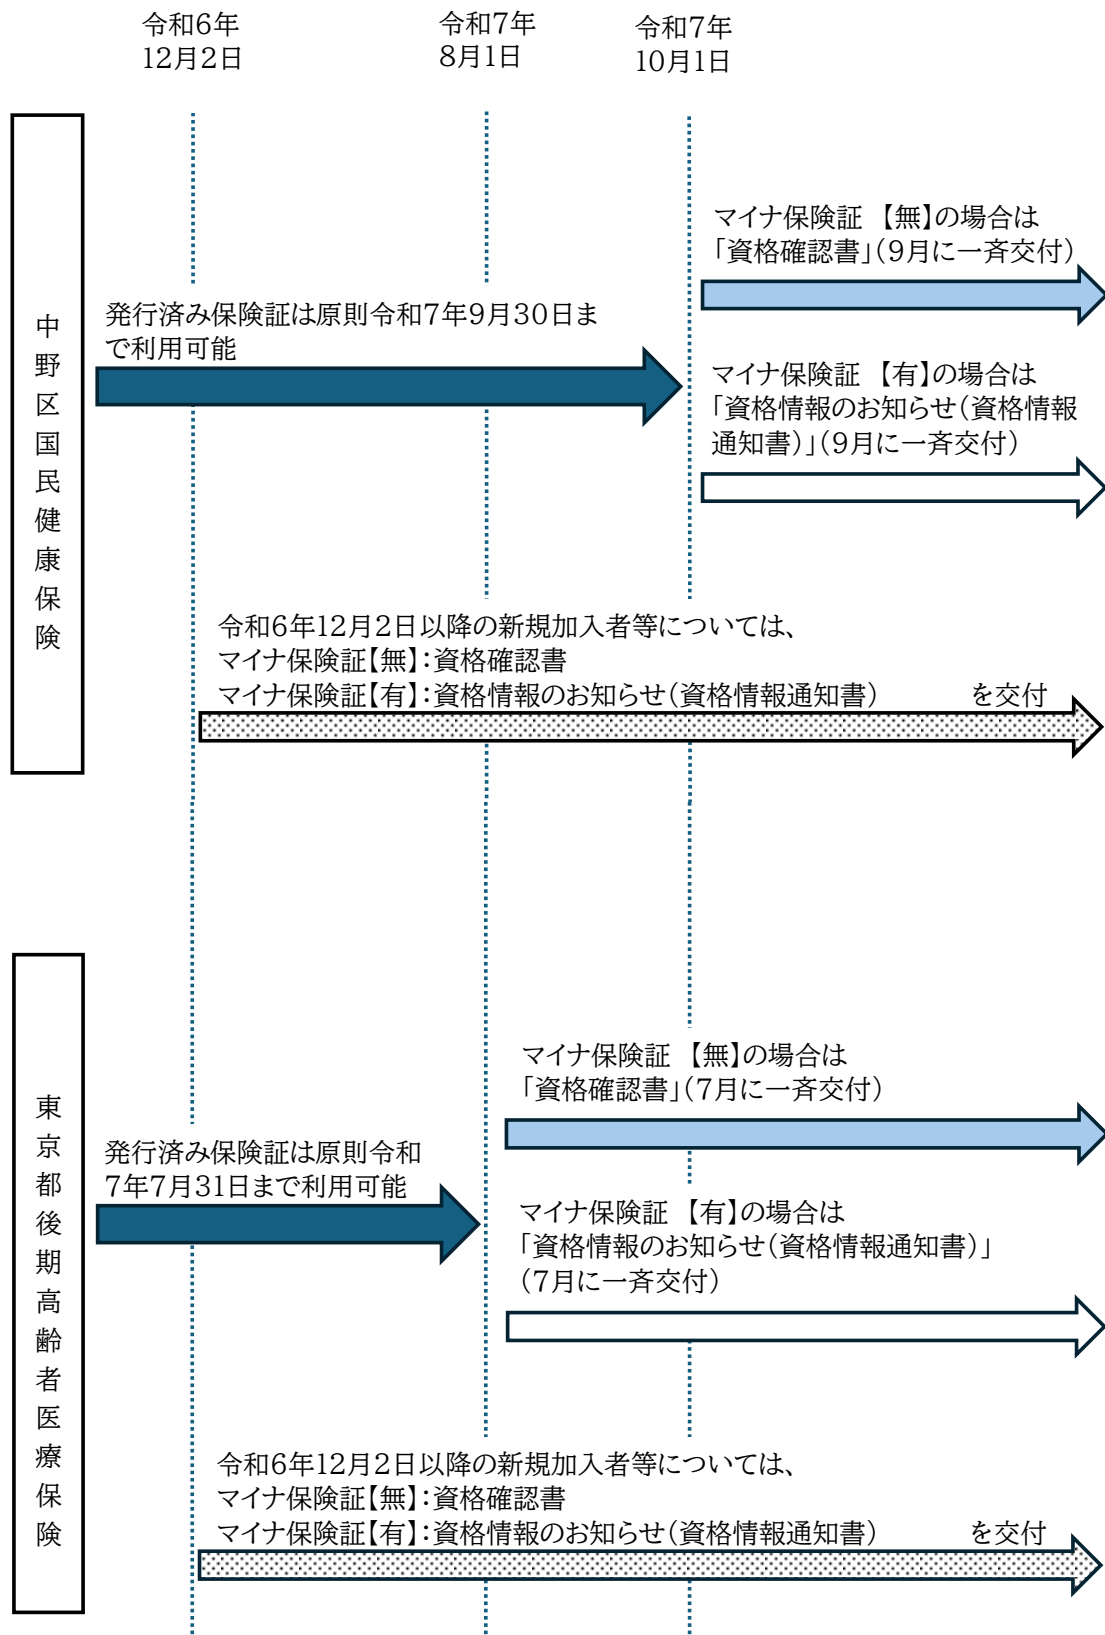 令和6年
12月2日
令和7年
8月1日
令和7年
10月1日
中野区国民健康保険
マイナ保険証 【無】の場合は
「資格確認書」(9月に一斉交付)
発行済み保険証は原則令和7年9月30日ま
で利用可能
マイナ保険証 【有】の場合は
「資格情報のお知らせ(資格情報
通知書)」(9月に一斉交付)
令和6年12月2日以降の新規加入者等については、
マイナ保険証【無】:資格確認書
マイナ保険証【有】:資格情報のお知らせ(資格情報通知書) を交付
東京都後期高齢者医療保険
マイナ保険証 【無】の場合は
「資格確認書」(7月に一斉交付)
発行済み保険証は原則令和
7年7月31日まで利用可能
マイナ保険証 【有】の場合は
「資格情報のお知らせ(資格情報通知書)」
(7月に一斉交付)
令和6年12月2日以降の新規加入者等については、
マイナ保険証【無】:資格確認書
マイナ保険証【有】:資格情報のお知らせ(資格情報通知書) を交付